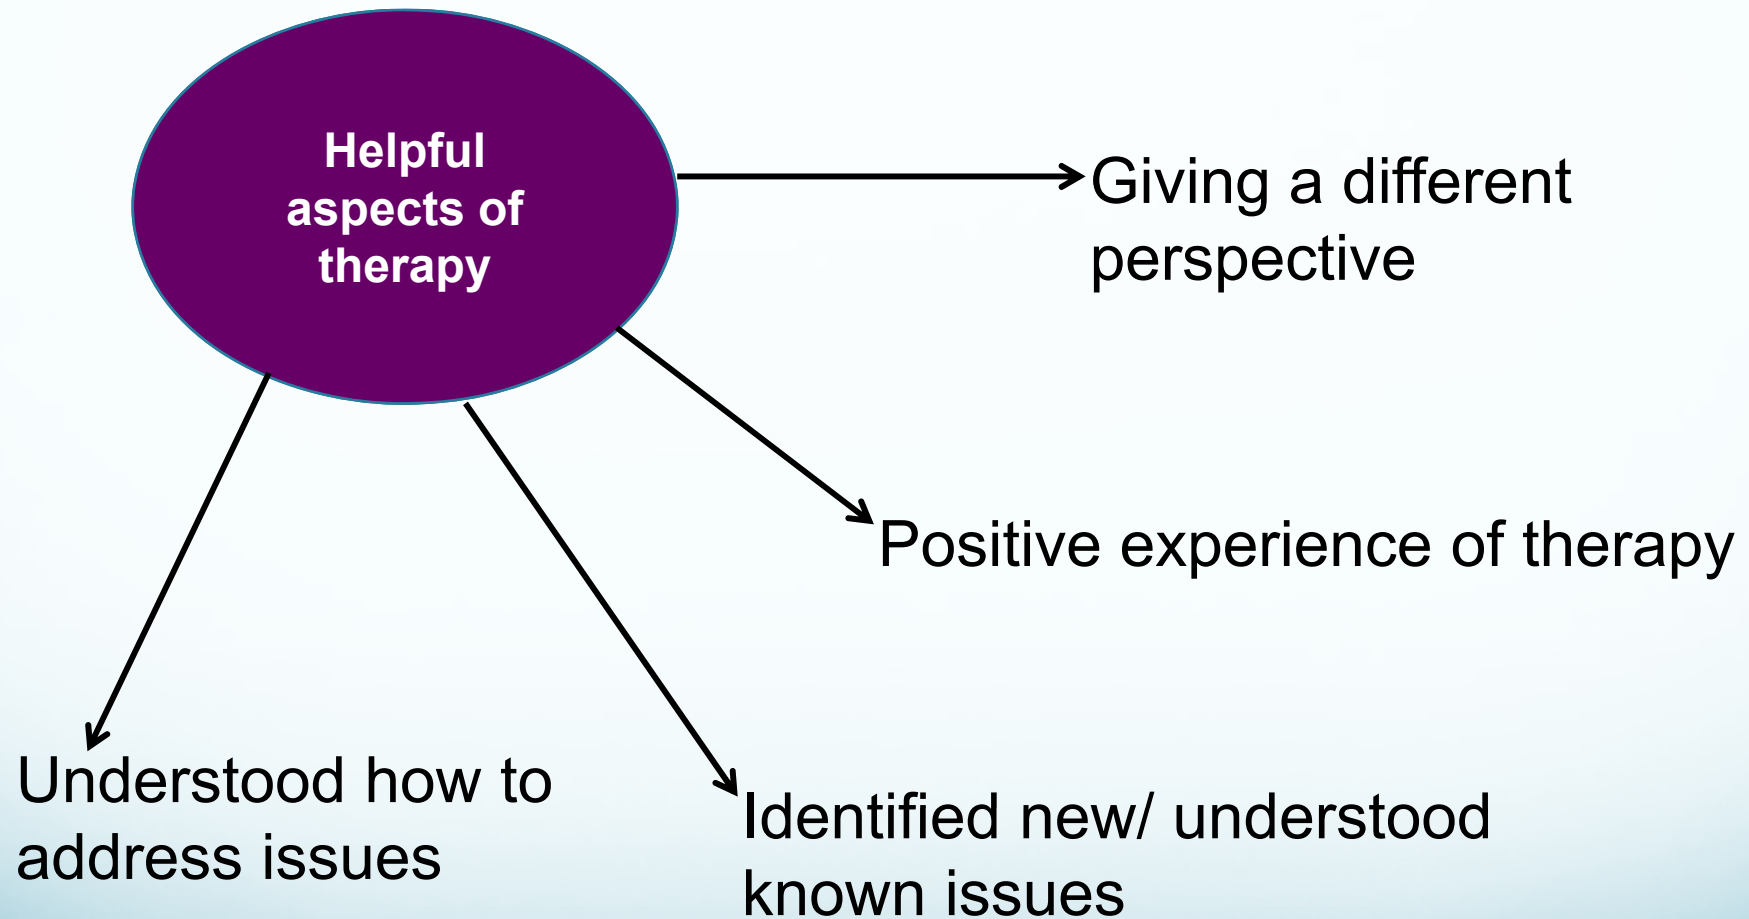 Helpful
aspects of
therapy
Giving a different
perspective
Positive experience of therapy
Understood how to
address issues
Identified new/ understood
known issues